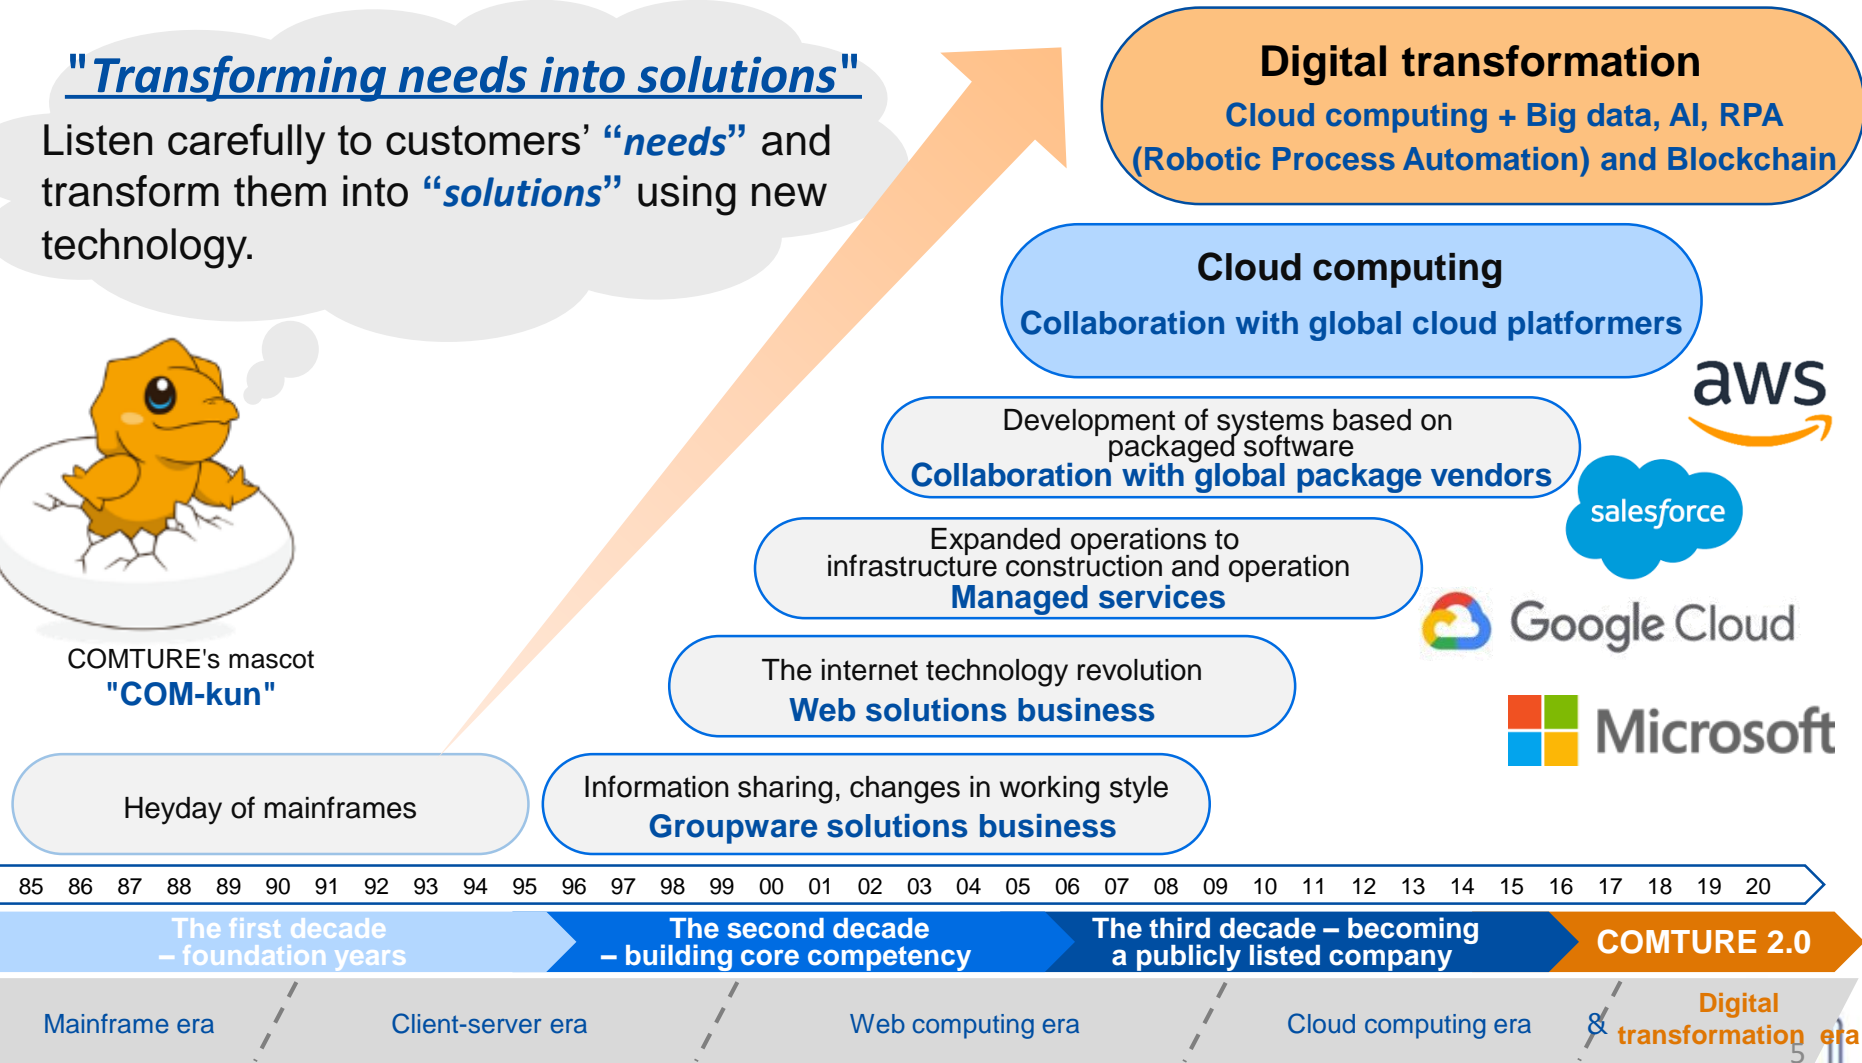 "Transforming needs into solutions"
Listen carefully to customers’ “needs” and
transform them into “solutions” using new
technology.
COMTURE's mascot
"COM-kun"
Digital transformation
Cloud computing + Big data, AI, RPA
(Robotic Process Automation) and Blockchain
Cloud computing
Collaboration with global cloud platformers
Development of systems based on
packaged software
Collaboration with global package vendors
Expanded operations to
infrastructure construction and operation
Managed services
The internet technology revolution
Web solutions business
Information sharing, changes in working style
Groupware solutions business
Heyday of mainframes
aws
salesforce
Google Cloud
Microsoft
85 86 87 88 89 90 91 92 93 94 95 96 97 98 99 00 01 02 03 04 05 06 07 08 09 10 11 12 13 14 15 16 17 18 19 20
The first decade
– foundation years
The second decade
– building core competency
The third decade – becoming
a publicly listed company
COMTURE 2.0
Mainframe era
Client-server era
Web computing era
Cloud computing era
&
Digital
transformation era
5